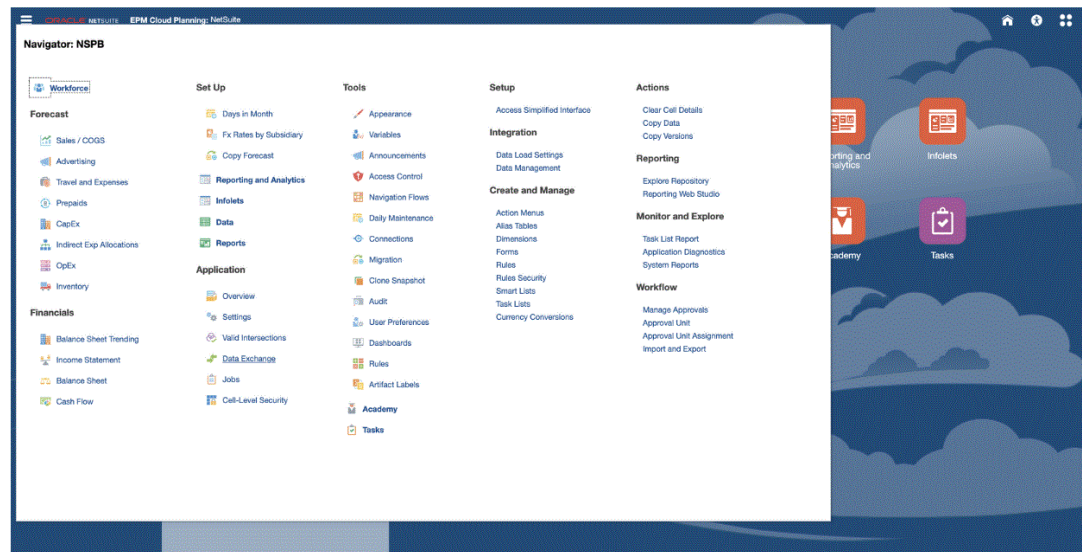 ORACLE NETSUITE EPM Cloud Planning: NetSuite
Navigator: NSPB
Workforce
Forecast
Sales / COGS
Advertising
Travel and Expenses
Prepaids
CapEx
Indirect Exp Allocations
OpEx
Inventory
Financials
Balance Sheet Trending
Income Statement
Balance Sheet
Cash Flow
Set Up
Days in Month
Fx Rates by Subsidiary
Copy Forecast
Reporting and Analytics
Infolets
Data
Reports
Application
Overview
Settings
Valid Intersections
Data Exchange
Jobs
Cell-Level Security
Tools
Appearance
Variables
Announcements
Access Control
Navigation Flows
Daily Maintenance
Connections
Migration
Clone Snapshot
Audit
User Preferences
Dashboards
Rules
Artifact Labels
Academy
Tasks
Setup
Access Simplified Interface
Integration
Data Load Settings
Data Management
Create and Manage
Action Menus
Alias Tables
Dimensions
Forms
Rules
Rules Security
Smart Lists
Task Lists
Currency Conversions
Actions
Clear Cell Details
Copy Data
Copy Versions
Reporting
Explore Repository
Reporting Web Studio
Monitor and Explore
Task List Report
Application Diagnostics
System Reports
Workflow
Manage Approvals
Approval Unit
Approval Unit Assignment
Import and Export
orting and
nalytics
Infolets
cademy
Tasks